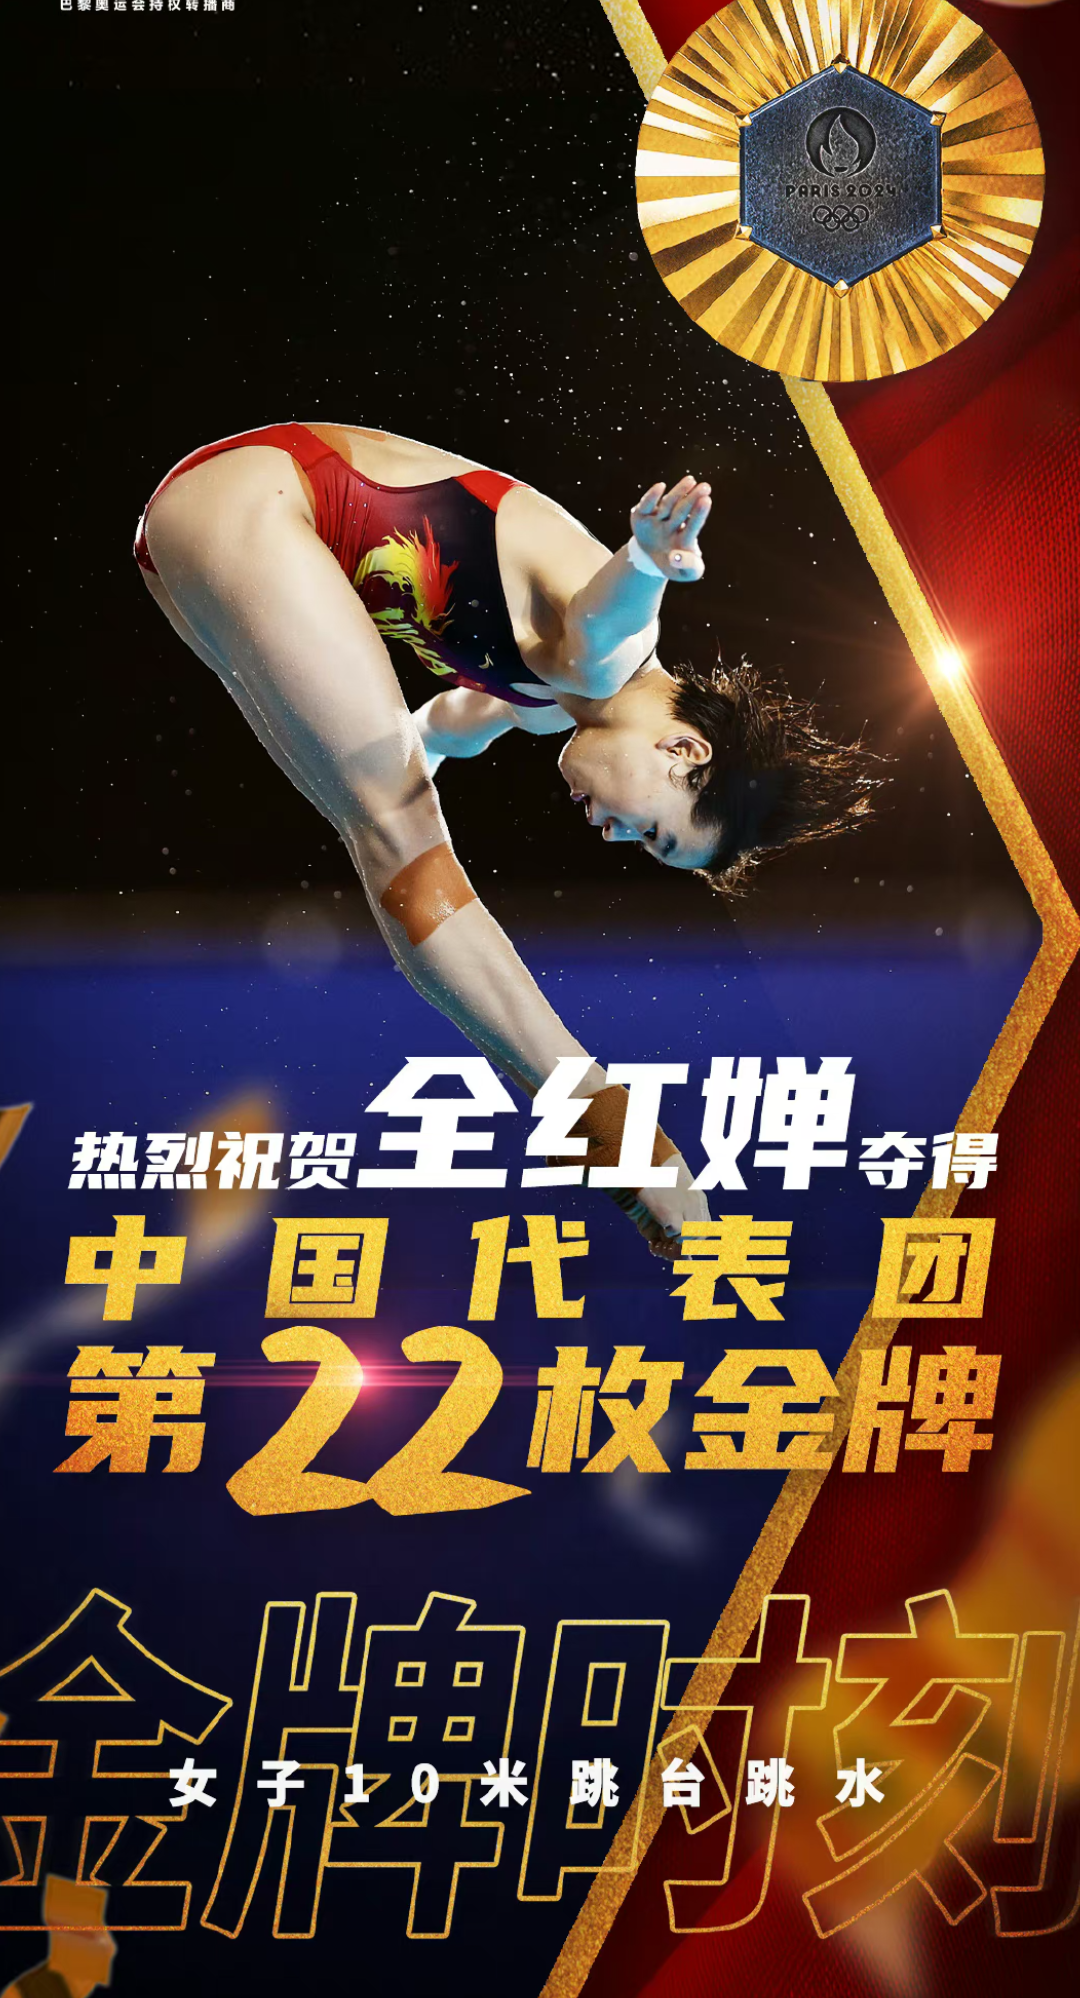 巴黎奥运会持权转播商
PARIS 2024
热烈祝贺全红婵夺得
中国代表团
第22枚金牌
金牌时刻
女子10米跳台跳水